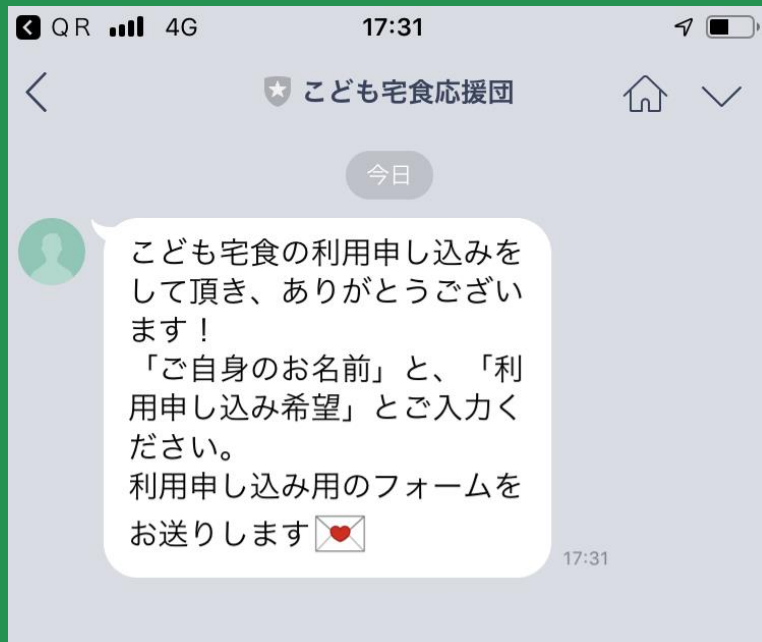 QR 4G 17:31
こども宅食応援団
今日
こども宅食の利用申し込みを
して頂き、ありがとうござい
ます！
「ご自身のお名前」と、「利
用申し込み希望」とご入力く
ださい。
利用申し込み用のフォームを
お送りします💌
17:31